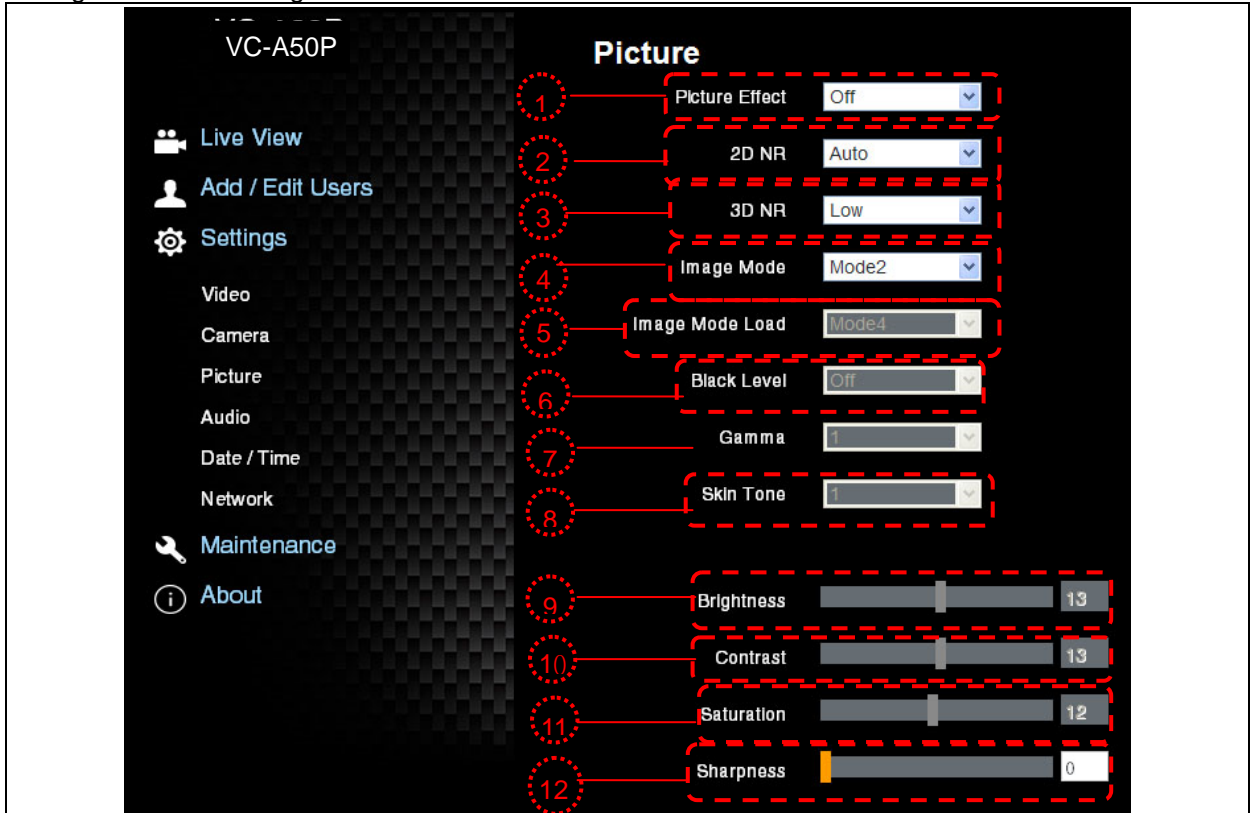 VC-A50P
Picture
1 Picture Effect Off
Live View
2 2D NR Auto
Add / Edit Users
3 3D NR Low
Settings
4 Image Mode Mode2
Video
5 Image Mode Load Mode4
Camera
Picture
6 Black Level Off
Audio
7 Gamma 1
Date / Time
Network
8 Skin Tone 1
Maintenance
About
9 Brightness 13
10 Contrast 13
11 Saturation 12
12 Sharpness 0